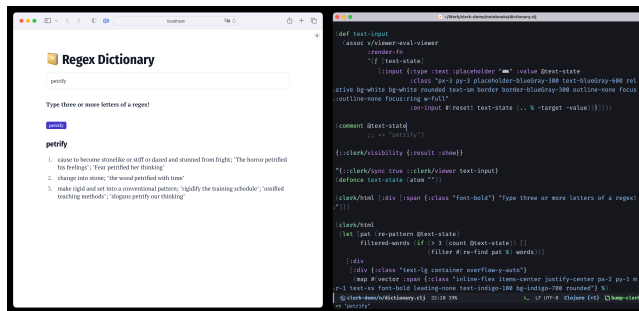 localhost
📒 Regex Dictionary
petrify
Type three or more letters of a regex!
petrify
petrify
1. cause to become stonelike or stiff or dazed and stunned from fright; "The horror petrified
his feelings"; "Fear petrified her thinking"
2. change into stone; "the wood petrified with time"
3. make rigid and set into a conventional pattern; "rigidify the training schedule"; "ossified
teaching methods"; "slogans petrify our thinking"
~/Work/clerk-demo/notebooks/dictionary.clj
(def text-input
(assoc v/viewer-eval-viewer
:render-fn
'(fn [text-state]
[:input {:type :text :placeholder "⌨️" :value @text-state
:class "px-3 py-3 placeholder-blueGray-300 text-blueGray-600 rel
ative bg-white bg-white rounded text-sm border border-blueGray-300 outline-none focus
:outline-none focus:ring w-full"
:on-input #(reset! text-state (.. % -target -value))}])))
(comment @text-state
;; => "petrify")
{::clerk/visibility {:result :show}}
^{::clerk/sync true ::clerk/viewer text-input}
(defonce text-state (atom ""))
(clerk/html [:div [:span {:class "font-bold"} "Type three or more letters of a regex!
"]])
(clerk/html
(let [pat (re-pattern @text-state)
filtered-words (if (> 3 (count @text-state)) []
(filter #(re-find pat %) words))]
[:div
[:div {:class "text-lg container overflow-y-auto"}
(map #(vector :span {:class "inline-flex items-center justify-center px-2 py-1 m
r-1 text-ss font-bold leading-none text-indigo-100 bg-indigo-700 rounded"} %)
clerk-demo/n/dictionary.clj 32:20 39% LF UTF-8 Clojure (+1) bump-cler
=> "petrify"